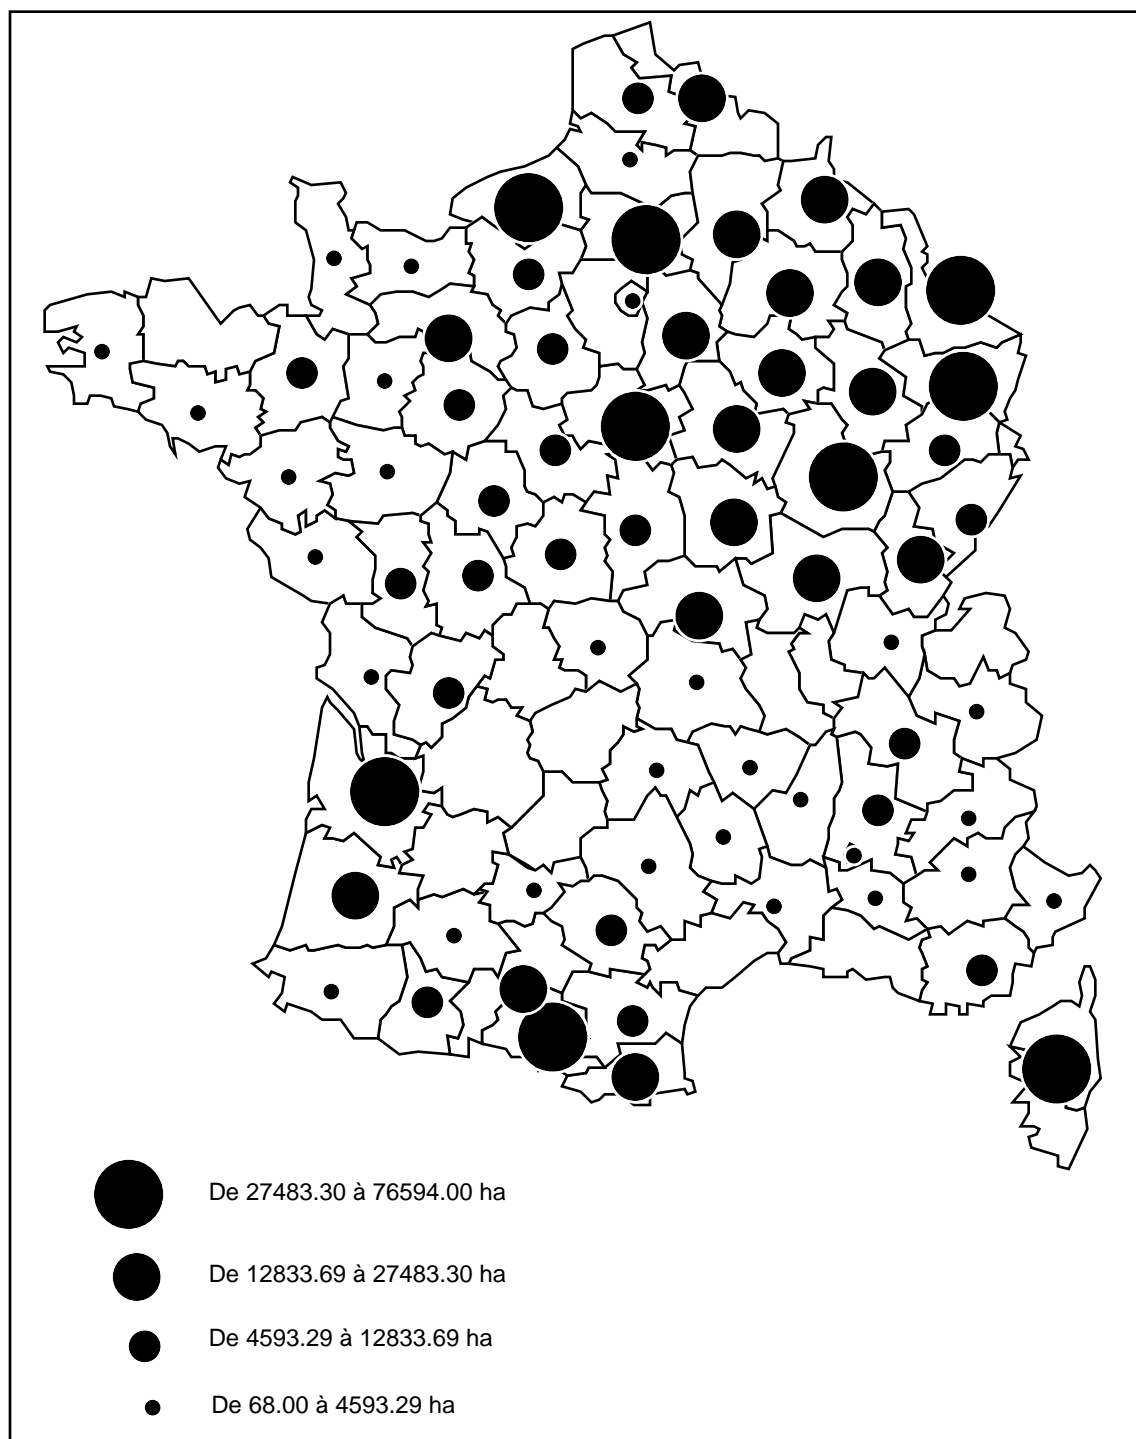 De 27483.30 à 76594.00 ha
De 12833.69 à 27483.30 ha
De 4593.29 à 12833.69 ha
De 68.00 à 4593.29 ha